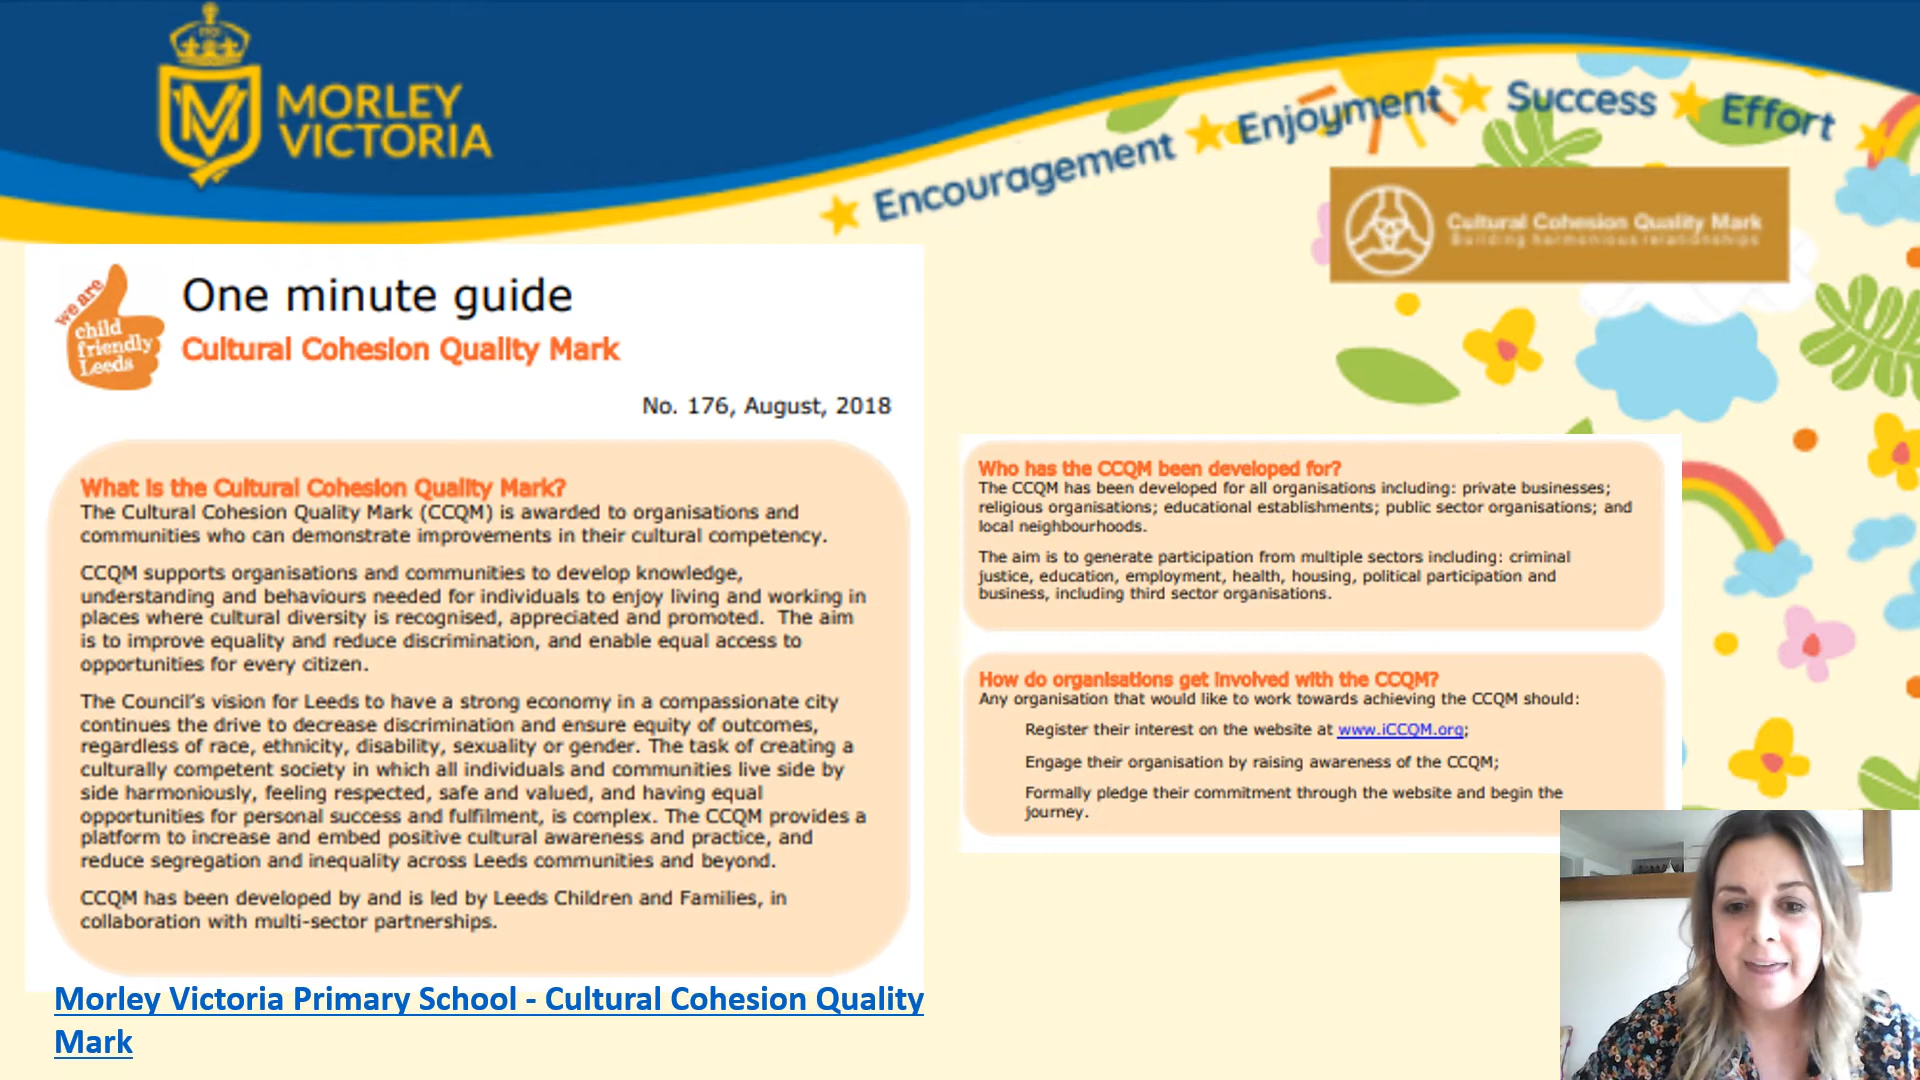 MORLEY
VICTORIA
Encouragement Enjoyment Success Effort
Cultural Cohesion Quality Mark
Building harmonious relationships
we are
child
friendly
Leeds
One minute guide
Cultural Cohesion Quality Mark
No. 176, August, 2018
What is the Cultural Cohesion Quality Mark?
The Cultural Cohesion Quality Mark (CCQM) is awarded to organisations and
communities who can demonstrate improvements in their cultural competency.
CCQM supports organisations and communities to develop knowledge,
understanding and behaviours needed for individuals to enjoy living and working in
places where cultural diversity is recognised, appreciated and promoted. The aim
is to improve equality and reduce discrimination, and enable equal access to
opportunities for every citizen.
The Council's vision for Leeds to have a strong economy in a compassionate city
continues the drive to decrease discrimination and ensure equity of outcomes,
regardless of race, ethnicity, disability, sexuality or gender. The task of creating a
culturally competent society in which all individuals and communities live side by
side harmoniously, feeling respected, safe and valued, and having equal
opportunities for personal success and fulfilment, is complex. The CCQM provides a
platform to increase and embed positive cultural awareness and practice, and
reduce segregation and inequality across Leeds communities and beyond.
CCQM has been developed by and is led by Leeds Children and Families, in
collaboration with multi-sector partnerships.
Morley Victoria Primary School - Cultural Cohesion Quality
Mark
Who has the CCQM been developed for?
The CCQM has been developed for all organisations including: private businesses;
religious organisations; educational establishments; public sector organisations; and
local neighbourhoods.
The aim is to generate participation from multiple sectors including: criminal
justice, education, employment, health, housing, political participation and
business, including third sector organisations.
How do organisations get involved with the CCQM?
Any organisation that would like to work towards achieving the CCQM should:
Register their interest on the website at www.iCCQM.org;
Engage their organisation by raising awareness of the CCQM;
Formally pledge their commitment through the website and begin the
journey.